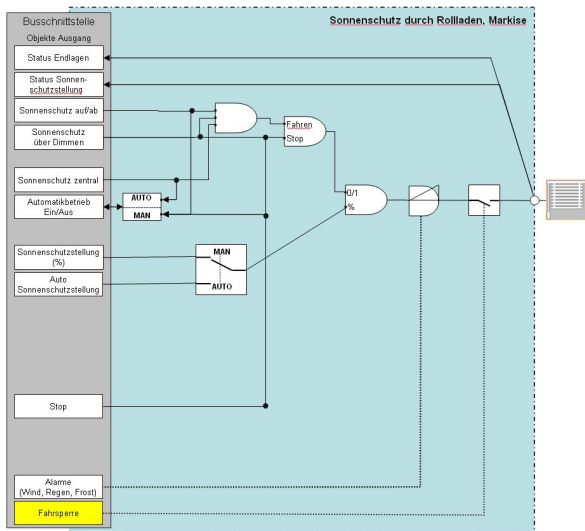 Busschnittstelle
Sonnenschutz durch Rollladen, Markise
Objekte Ausgang
Status Endlagen
Status Sonnen-
schutzstellung
Sonnenschutz auf/ab
Sonnenschutz
über Dimmen
Fahren
Stop
Sonnenschutz zentral
Automatikbetrieb
Ein/Aus
AUTO
MAN
0/1
%
Sonnenschutzstellung
(%)
Auto
Sonnenschutzstellung
MAN
AUTO
Stop
Alarme
(Wind, Regen, Frost)
Fahrsperre